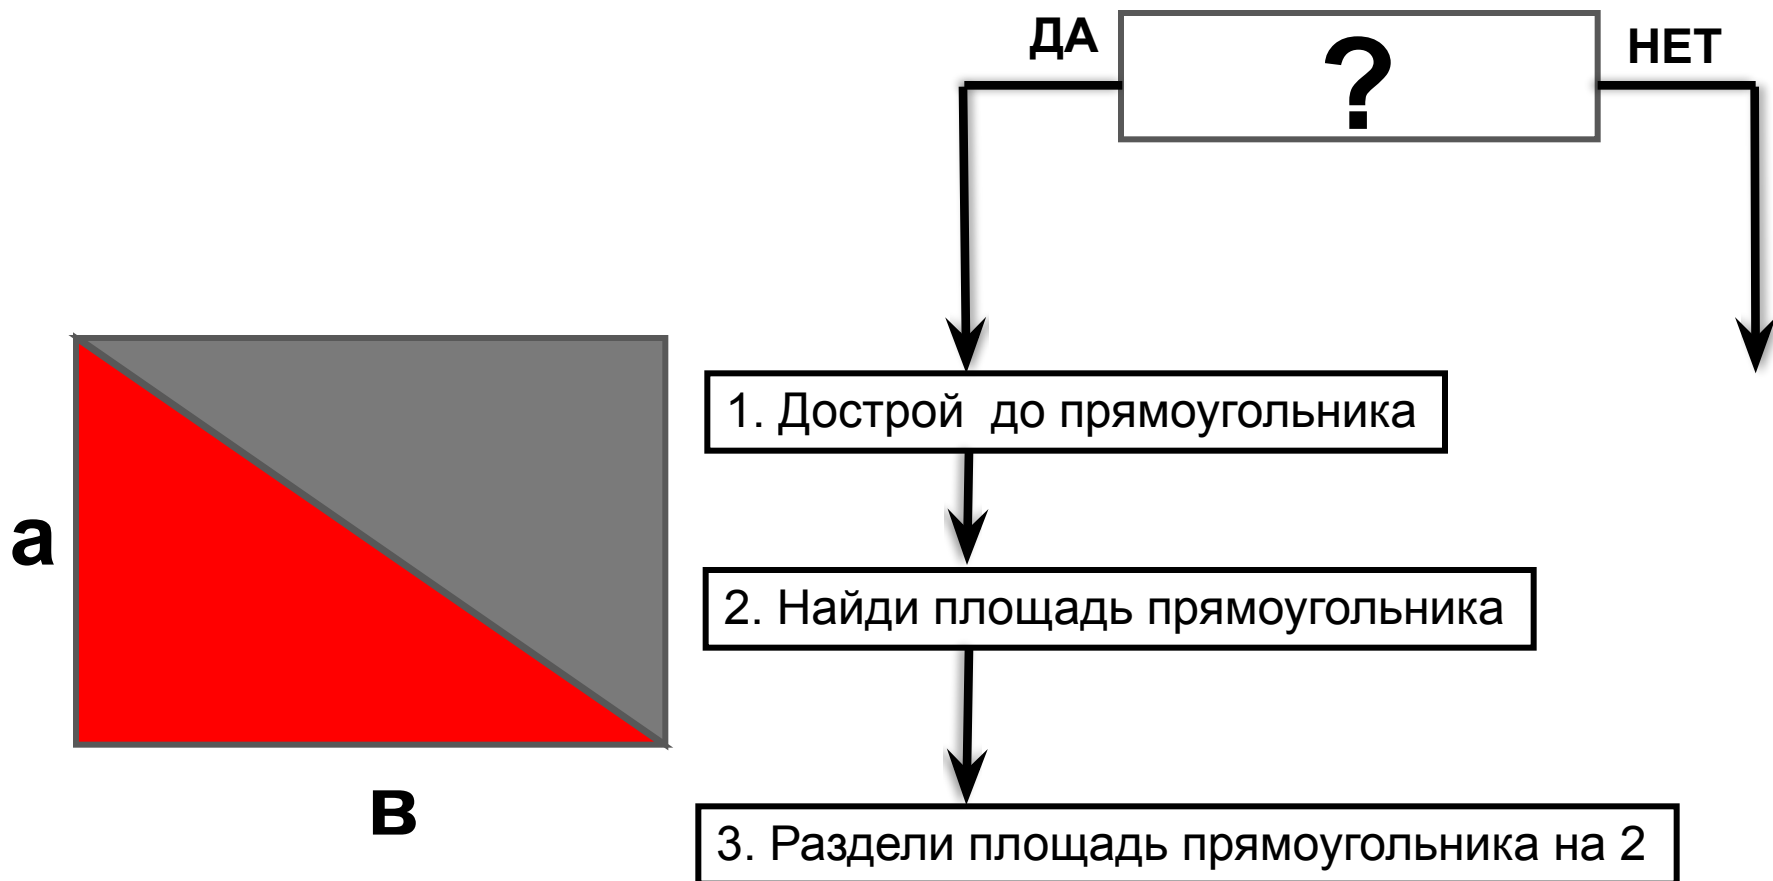 ДА
?
НЕТ
1. Дострой до прямоугольника
а
2. Найди площадь прямоугольника
в
3. Раздели площадь прямоугольника на 2